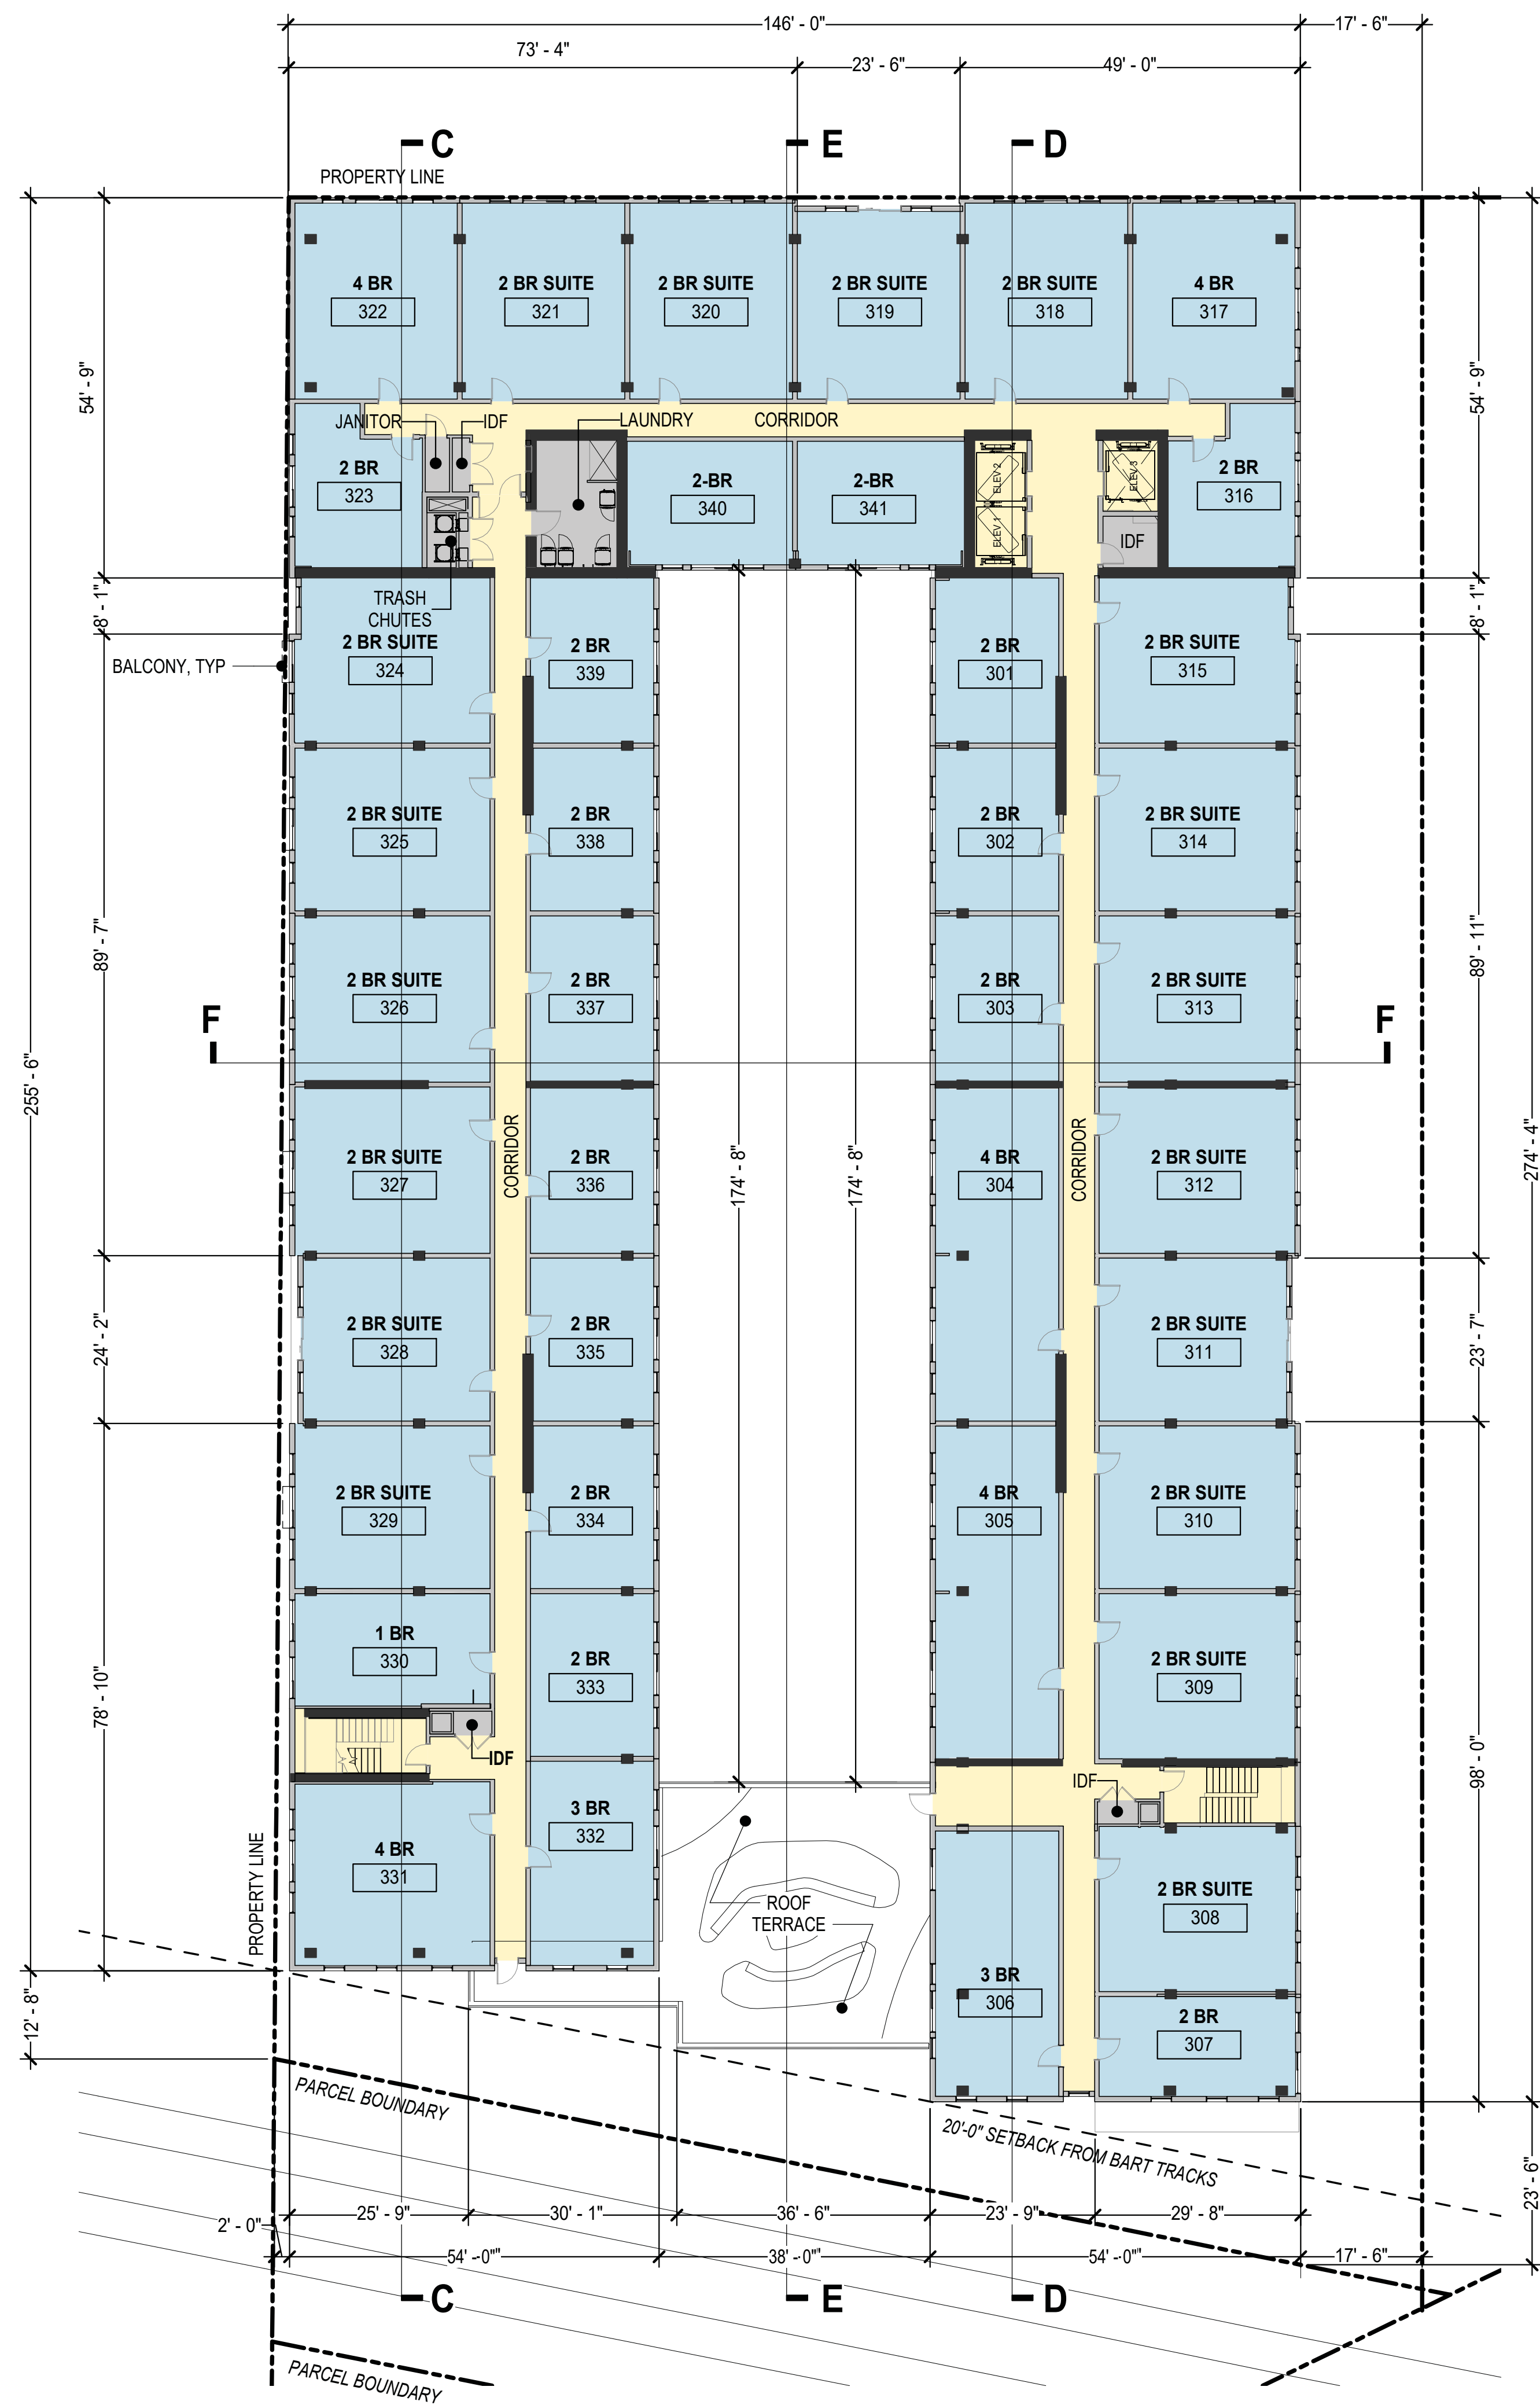 146' - 0"
17' - 6"
73' - 4"
23' - 6"
49' - 0"
C
E
D
PROPERTY LINE
4 BR
322
2 BR SUITE
321
2 BR SUITE
320
2 BR SUITE
319
2 BR SUITE
318
4 BR
317
54' - 9"
54' - 9"
JANITOR
IDF
LAUNDRY
CORRIDOR
2 BR
323
2-BR
340
2-BR
341
ELEV 2
ELEV 1
ELEV 3
IDF
2 BR
316
TRASH
CHUTES
8' - 1"
8' - 1"
BALCONY, TYP
2 BR SUITE
324
2 BR
339
2 BR
301
2 BR SUITE
315
2 BR SUITE
325
2 BR
338
2 BR
302
2 BR SUITE
314
89' - 7"
89' - 11"
2 BR SUITE
326
2 BR
337
2 BR
303
2 BR SUITE
313
F
F
255' - 6"
274' - 4"
CORRIDOR
CORRIDOR
174' - 8"
174' - 8"
2 BR SUITE
327
2 BR
336
4 BR
304
2 BR SUITE
312
24' - 2"
23' - 7"
2 BR SUITE
328
2 BR
335
2 BR SUITE
311
2 BR SUITE
329
2 BR
334
4 BR
305
2 BR SUITE
310
1 BR
330
2 BR
333
2 BR SUITE
309
78' - 10"
98' - 0"
IDF
IDF
4 BR
331
3 BR
332
PROPERTY LINE
ROOF
TERRACE
2 BR SUITE
308
3 BR
306
2 BR
307
12' - 8"
PARCEL BOUNDARY
20'-0" SETBACK FROM BART TRACKS
23' - 6"
2' - 0"
25' - 9"
30' - 1"
36' - 6"
23' - 9"
29' - 8"
54' - 0"
38' - 0"
54' - 0"
17' - 6"
C
E
D
PARCEL BOUNDARY